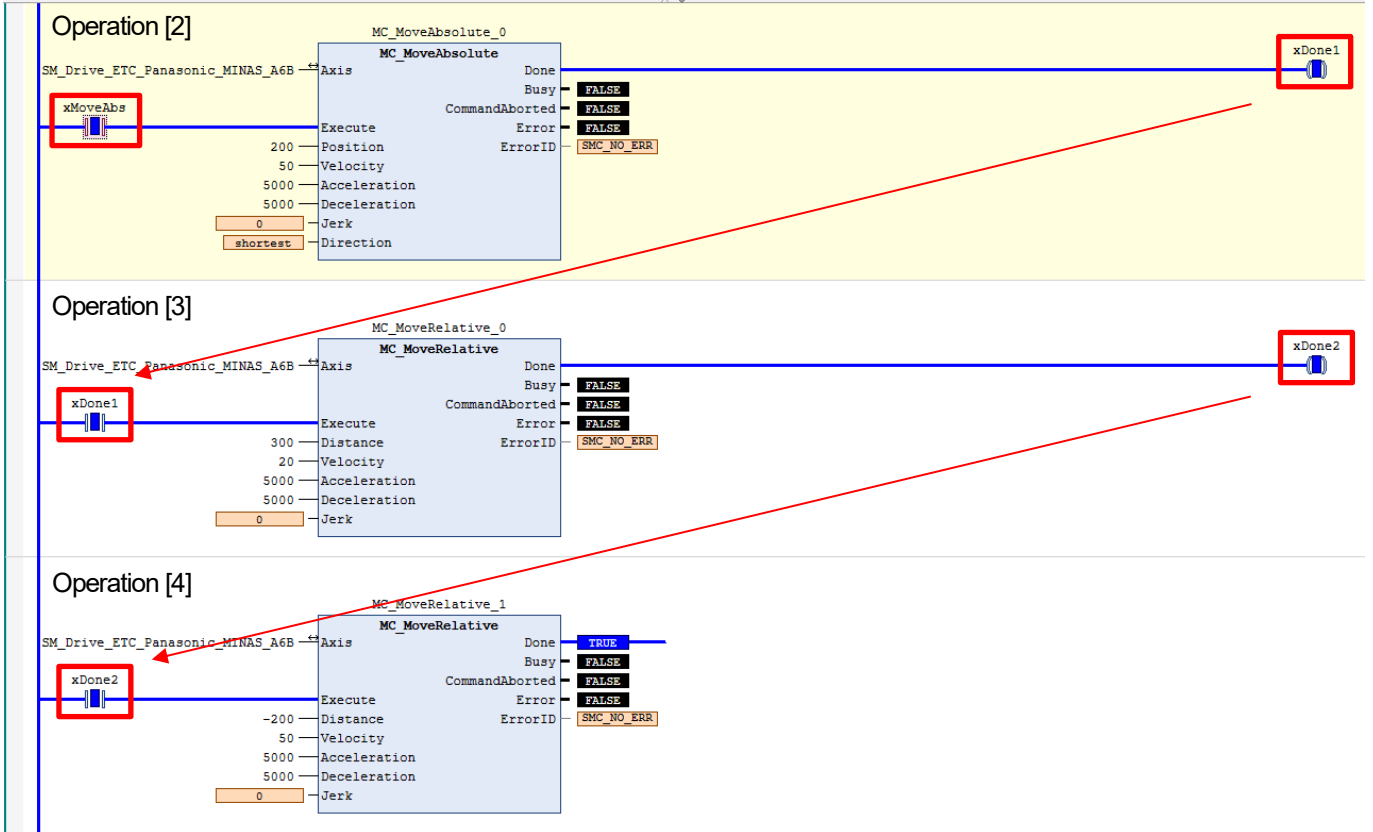 Operation [2]
MC_MoveAbsolute_0
MC_MoveAbsolute
xDone1
SM_Drive_ETC_Panasonic_MINAS_A6B Axis Done
Busy FALSE
xMoveAbs CommandAborted FALSE
Execute Error FALSE
200 Position ErrorID SMC_NO_ERR
50 Velocity
5000 Acceleration
5000 Deceleration
0 Jerk
shortest Direction
Operation [3]
MC_MoveRelative_0
MC_MoveRelative
xDone2
SM_Drive_ETC_Panasonic_MINAS_A6B Axis Done
Busy FALSE
xDone1 CommandAborted FALSE
Execute Error FALSE
300 Distance ErrorID SMC_NO_ERR
20 Velocity
5000 Acceleration
5000 Deceleration
0 Jerk
Operation [4]
MC_MoveRelative_1
MC_MoveRelative
SM_Drive_ETC_Panasonic_MINAS_A6B Axis Done TRUE
Busy FALSE
xDone2 CommandAborted FALSE
Execute Error FALSE
-200 Distance ErrorID SMC_NO_ERR
50 Velocity
5000 Acceleration
5000 Deceleration
0 Jerk